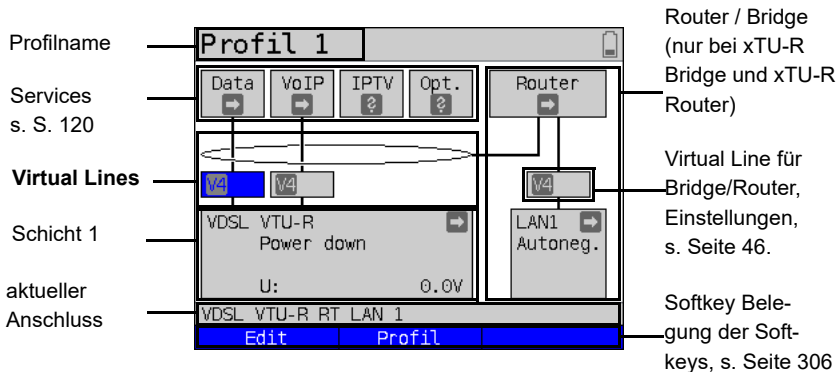 Profilname
Services
s. S. 120
Virtual Lines
Schicht 1
aktueller
Anschluss
Profil 1
Data VoIP IPTV Opt.
? ?
Router
V4 V4
V4
VDSL VTU-R
Power down
U: 0.0V
LAN1
Autoneg.
VDSL VTU-R RT LAN 1
Edit Profil
Router / Bridge
(nur bei xTU-R
Bridge und xTU-R
Router)
Virtual Line für
Bridge/Router,
Einstellungen,
s. Seite 46.
Softkey Bele-
gung der Soft-
keys, s. Seite 306